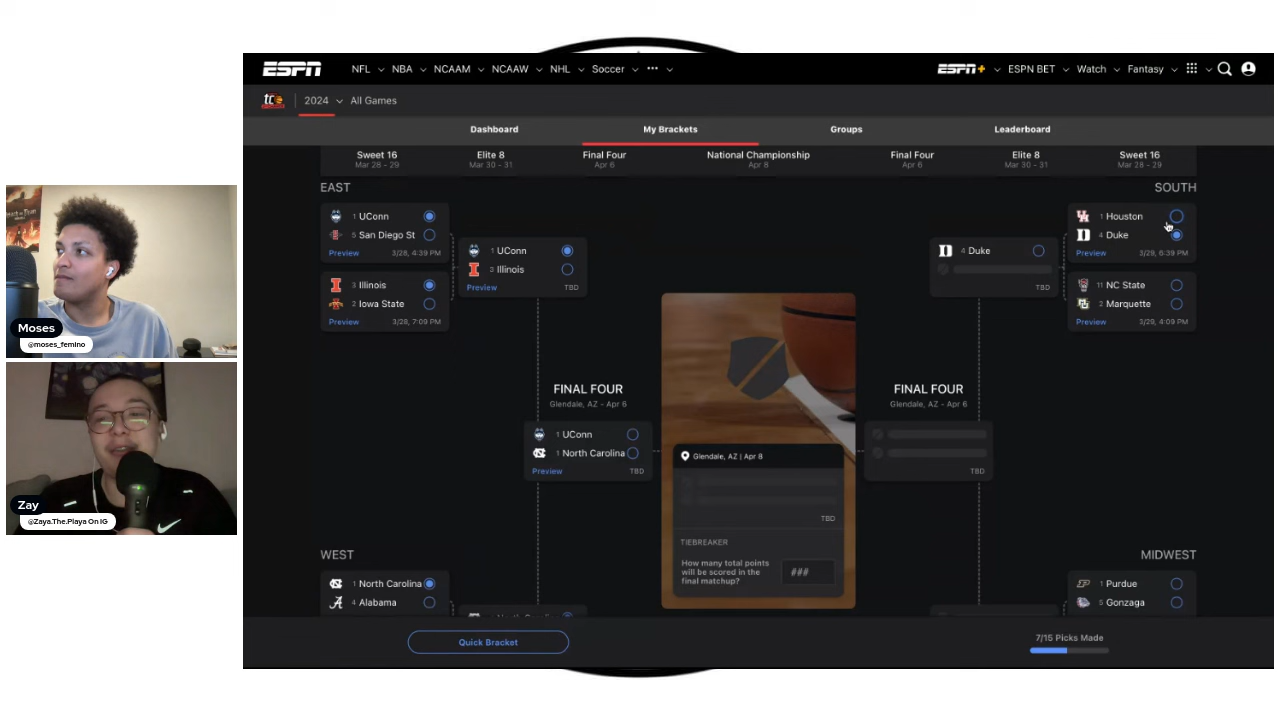 ESPN NFL NBA NCAAM NCAAW NHL Soccer ••• ESPN+ ESPN BET Watch Fantasy
tc 2024 All Games
Dashboard My Brackets Groups Leaderboard
Sweet 16 Elite 8 Final Four National Championship Final Four Elite 8 Sweet 16
Mar 28 - 29 Mar 30 - 31 Apr 6 Apr 8 Apr 6 Mar 30 - 31 Mar 28 - 29
EAST SOUTH
1 UConn
5 San Diego St
Preview 3/28, 4:39 PM
3 Illinois
2 Iowa State
Preview 3/28, 7:09 PM
1 UConn
3 Illinois
Preview TBD
4 Duke
TBD
1 Houston
4 Duke
Preview 3/29, 6:39 PM
11 NC State
2 Marquette
Preview 3/29, 4:09 PM
Moses
@moses_femino
FINAL FOUR
Glendale, AZ - Apr 6
1 UConn
1 North Carolina
Preview TBD
Glendale, AZ | Apr 8
TBD
TIEBREAKER
How many total points
will be scored in the
final matchup?
###
FINAL FOUR
Glendale, AZ - Apr 6
TBD
Zay
@Zaya.The.Playa On IG
WEST MIDWEST
1 North Carolina
4 Alabama
1 Purdue
5 Gonzaga
Quick Bracket
7/15 Picks Made